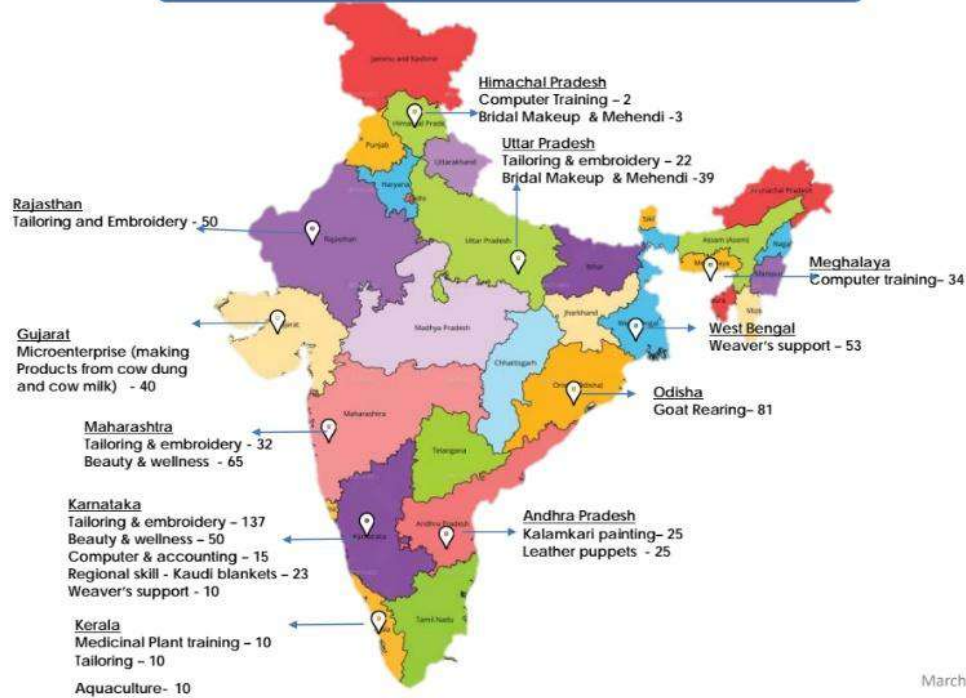 Jammu and Kashmir
Himachal Pradesh
Computer Training – 2
Bridal Makeup & Mehendi -3
Himachal Prade
Punjab
Uttarakhand
Haryana
Uttar Pradesh
Tailoring & embroidery – 22
Bridal Makeup & Mehendi -39
Rajasthan
Tailoring and Embroidery - 50
Rajasthan
Uttar Pradesh
Bihar
Arunachal Pradesh
Assam (Asom)
Nagal
Manipur
Meghalaya
Computer training – 34
Gujarat
Microenterprise (making
Products from cow dung
and cow milk) - 40
Madhya Pradesh
Jharkhand
West Bengal
Weaver's support – 53
Chhattisgarh
Odisha
Goat Rearing– 81
Maharashtra
Tailoring & embroidery - 32
Beauty & wellness - 65
Maharashtra
Telangana
Karnataka
Tailoring & embroidery – 137
Beauty & wellness – 50
Computer & accounting – 15
Regional skill - Kaudi blankets – 23
Weaver's support - 10
Andhra Pradesh
Andhra Pradesh
Kalamkari painting– 25
Leather puppets - 25
Kerala
Medicinal Plant training – 10
Tailoring – 10
Aquaculture- 10
Tamil Nadu
March